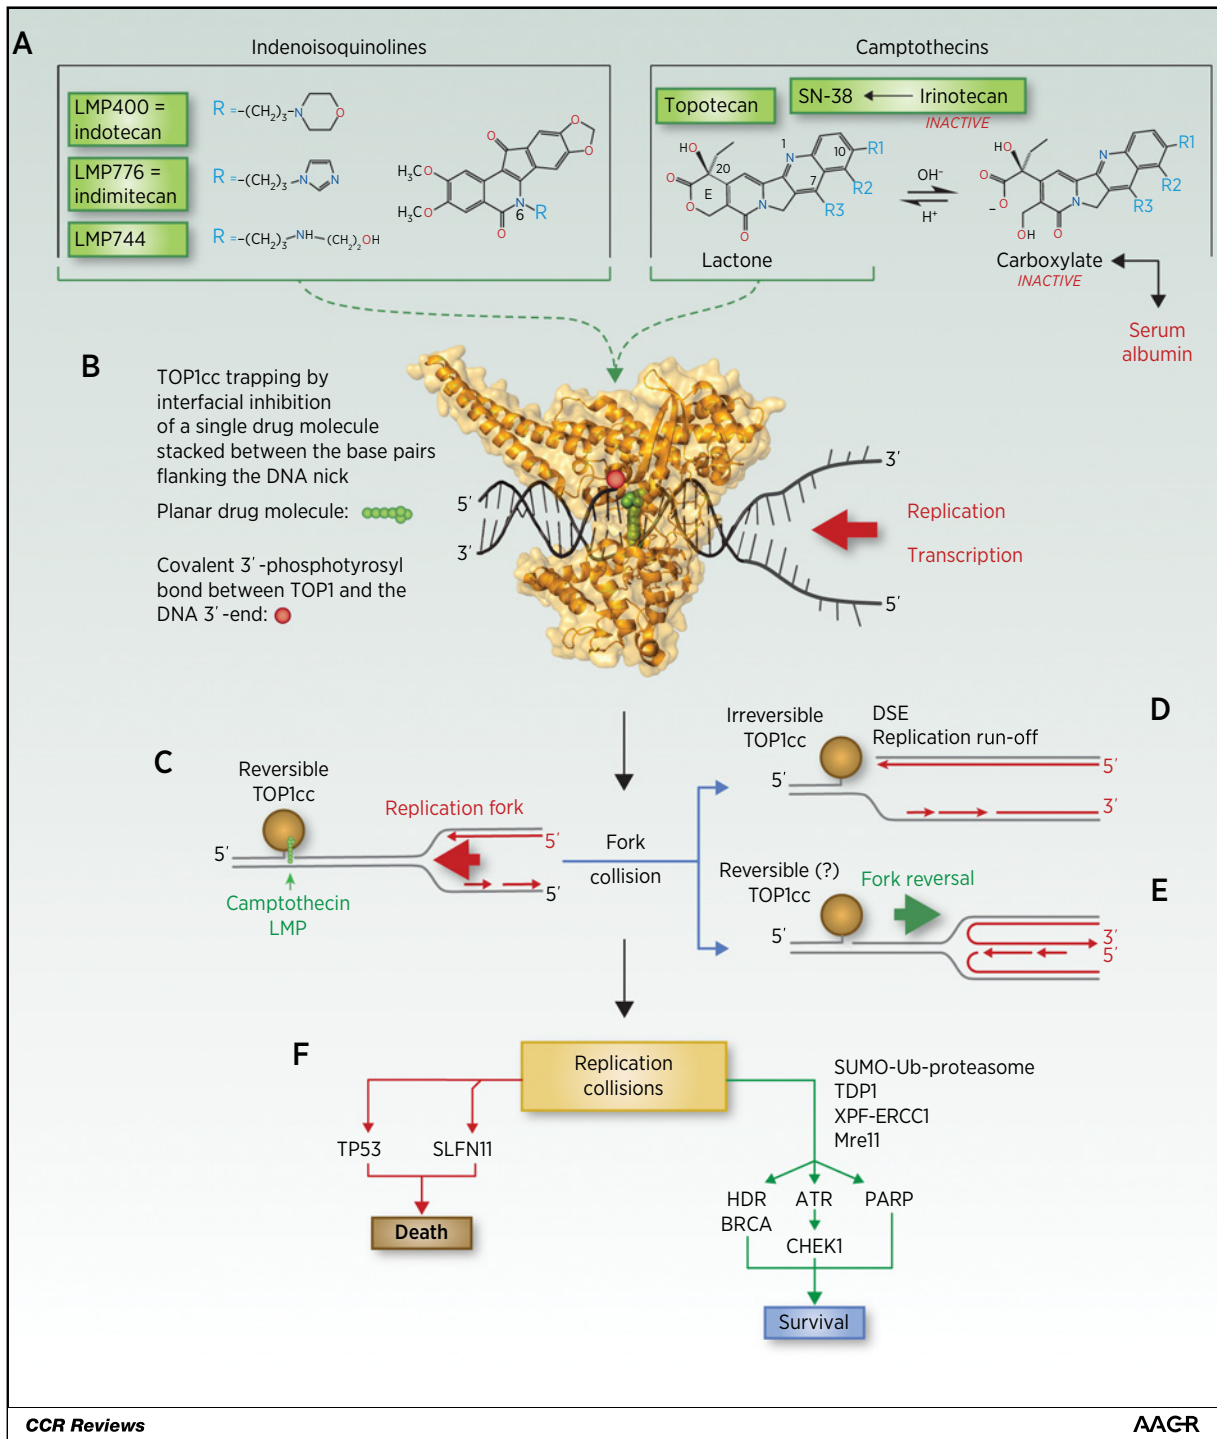 A
Indenoisoquinolines
LMP400 =
indotecan
R =–(CH2)3–N O
LMP776 =
indimitecan
R =–(CH2)3–N N
LMP744
R =–(CH2)3–NH–(CH2)2OH
O
O
O
H3C
O
H3C
O
N
6
R
O
Camptothecins
Topotecan
SN-38
Irinotecan
INACTIVE
HO
20
O
E
O
1
N
10
R1
7
R2
R3
N
O
Lactone
OH⁻
H⁺
HO
O
O
–
OH
N
R1
R2
R3
N
O
Carboxylate
INACTIVE
Serum
albumin
B
TOP1cc trapping by
interfacial inhibition
of a single drug molecule
stacked between the base pairs
flanking the DNA nick
Planar drug molecule:
Covalent 3′-phosphotyrosyl
bond between TOP1 and the
DNA 3′-end:
5′
3′
3′
5′
Replication
Transcription
C
Reversible
TOP1cc
5′
Replication fork
5′
5′
Camptothecin
LMP
Fork
collision
D
Irreversible
TOP1cc
DSE
Replication run-off
5′
5′
3′
E
Reversible (?)
TOP1cc
Fork reversal
5′
3′
5′
F
Replication
collisions
TP53
SLFN11
Death
SUMO-Ub-proteasome
TDP1
XPF-ERCC1
Mre11
HDR
BRCA
ATR
PARP
CHEK1
Survival
CCR Reviews
AACR